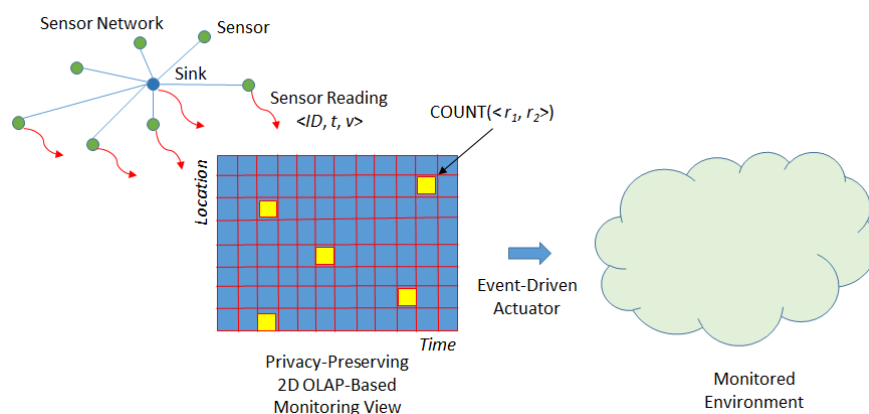 Sensor Network
Sensor
Sink
Sensor Reading
<ID, t, v>
COUNT(<r1, r2>)
Location
Time
Event-Driven
Actuator
Privacy-Preserving
2D OLAP-Based
Monitoring View
Monitored
Environment